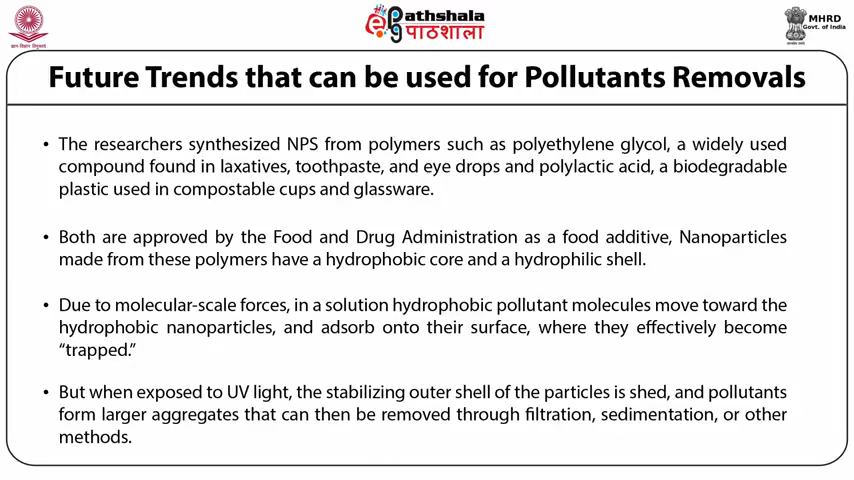 Pathshala
पाठशाला
MHRD
Govt. of India
Future Trends that can be used for Pollutants Removals
• The researchers synthesized NPS from polymers such as polyethylene glycol, a widely used
compound found in laxatives, toothpaste, and eye drops and polylactic acid, a biodegradable
plastic used in compostable cups and glassware.
• Both are approved by the Food and Drug Administration as a food additive, Nanoparticles
made from these polymers have a hydrophobic core and a hydrophilic shell.
• Due to molecular-scale forces, in a solution hydrophobic pollutant molecules move toward the
hydrophobic nanoparticles, and adsorb onto their surface, where they effectively become
“trapped.”
• But when exposed to UV light, the stabilizing outer shell of the particles is shed, and pollutants
form larger aggregates that can then be removed through filtration, sedimentation, or other
methods.